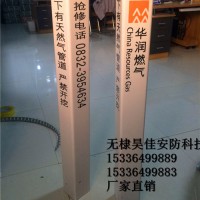 下有天然气管道 严禁开挖
抢修电话 0832-3954634
华润燃气
China Resources Gas
无棣昊佳安防科技
15336499889
15336499883
厂家直销